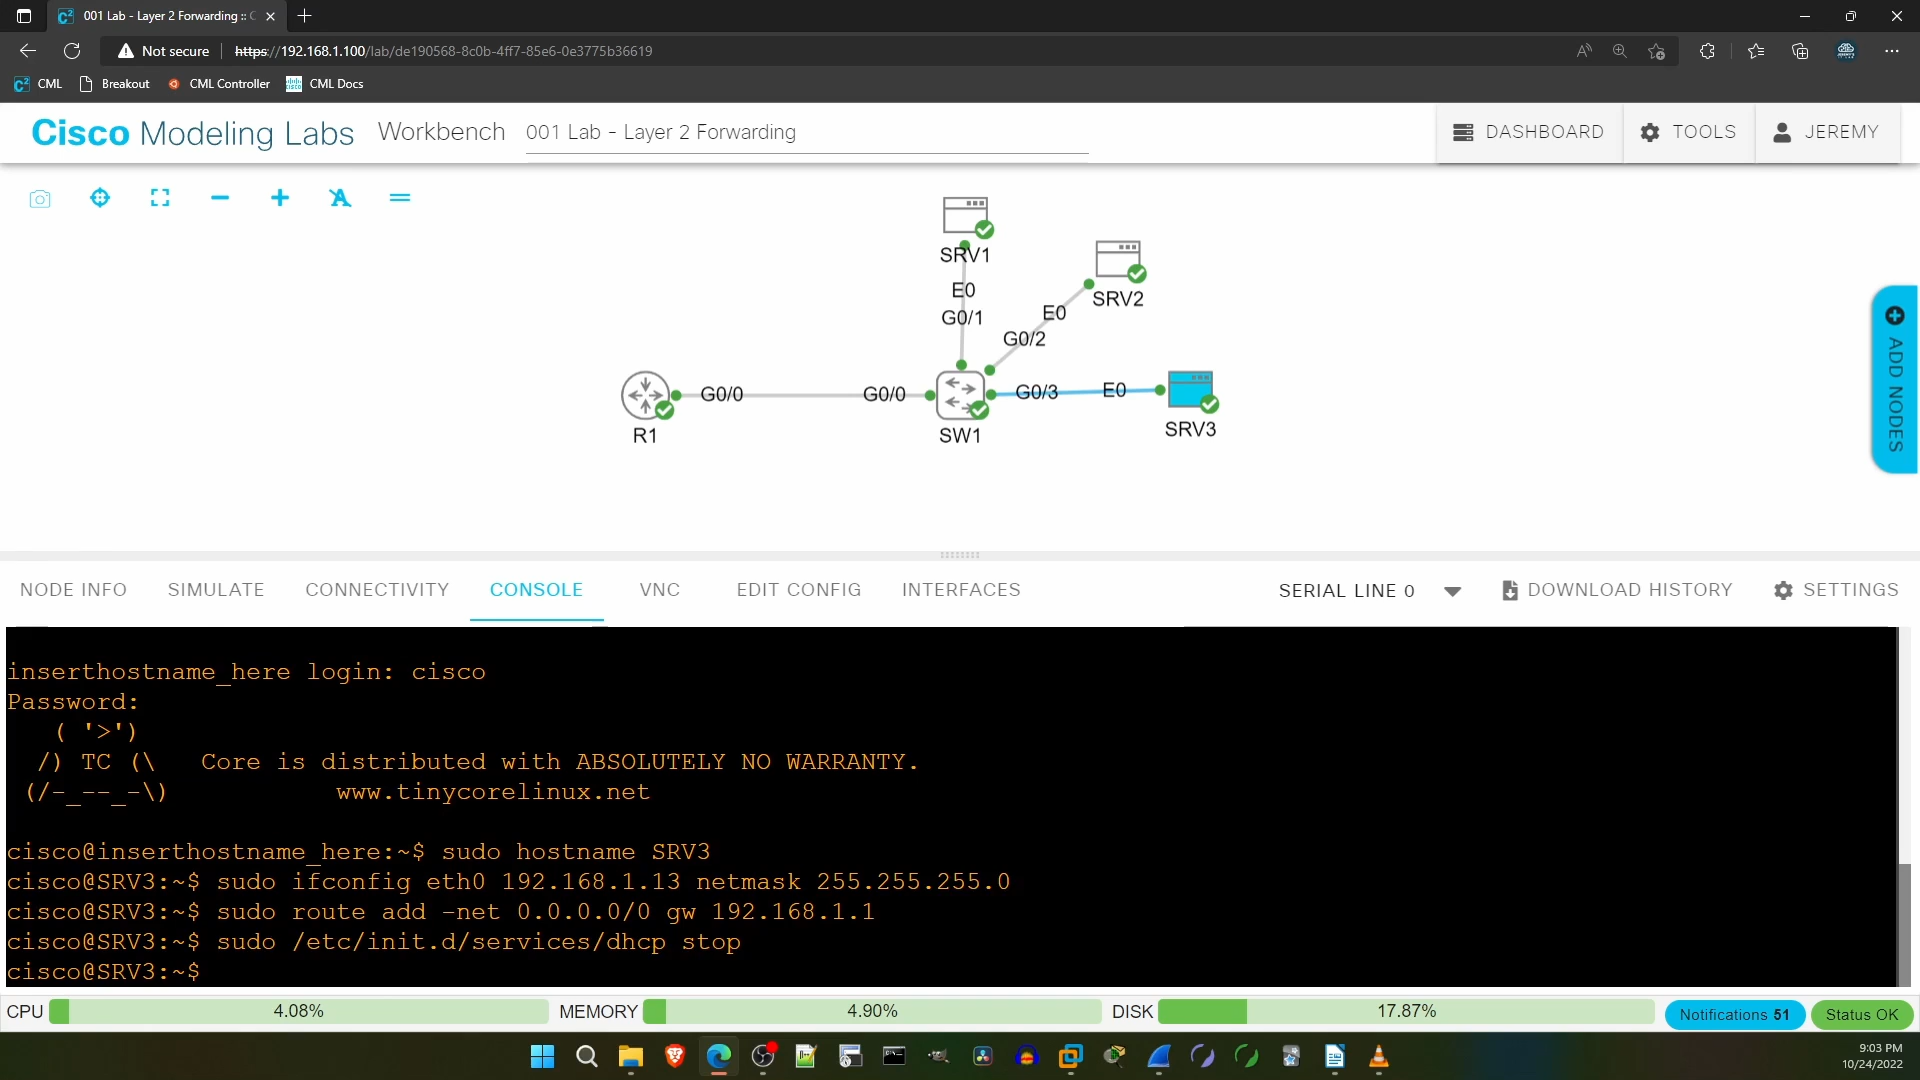 001 Lab - Layer 2 Forwarding :: C
Not secure https://192.168.1.100/lab/de190568-8c0b-4ff7-85e6-0e3775b36619
CML Breakout CML Controller CML Docs
Cisco Modeling Labs Workbench 001 Lab - Layer 2 Forwarding DASHBOARD TOOLS JEREMY
SRV1
SRV2
E0
E0
G0/1
G0/2
R1
G0/0
G0/0
SW1
G0/3
E0
SRV3
ADD NODES
NODE INFO SIMULATE CONNECTIVITY CONSOLE VNC EDIT CONFIG INTERFACES SERIAL LINE 0 DOWNLOAD HISTORY SETTINGS
inserthostname_here login: cisco
Password:
( '>')
/) TC (\ Core is distributed with ABSOLUTELY NO WARRANTY.
(/-_--_-\) www.tinycorelinux.net
cisco@inserthostname_here:~$ sudo hostname SRV3
cisco@SRV3:~$ sudo ifconfig eth0 192.168.1.13 netmask 255.255.255.0
cisco@SRV3:~$ sudo route add -net 0.0.0.0/0 gw 192.168.1.1
cisco@SRV3:~$ sudo /etc/init.d/services/dhcp stop
cisco@SRV3:~$
CPU 4.08% MEMORY 4.90% DISK 17.87% Notifications 51 Status OK
9:03 PM
10/24/2022